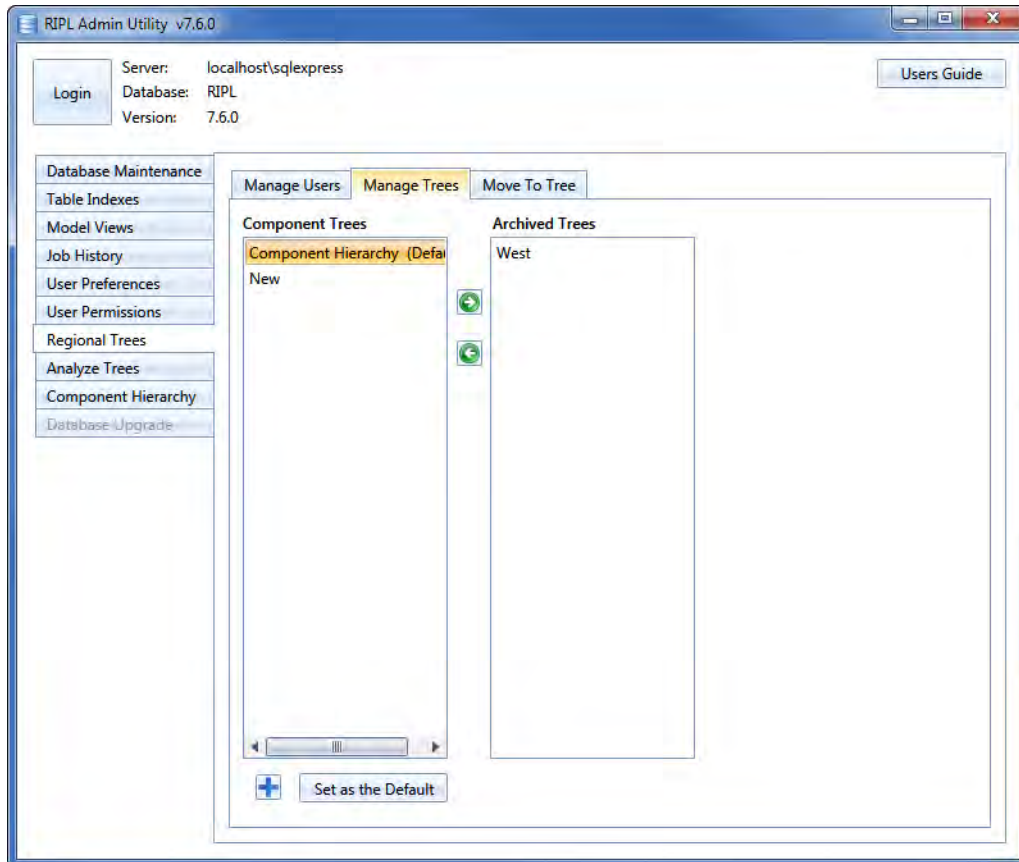 RIPL Admin Utility v7.6.0
Login
Server: localhost\sqlexpress
Database: RIPL
Version: 7.6.0
Users Guide
Database Maintenance
Table Indexes
Model Views
Job History
User Preferences
User Permissions
Regional Trees
Analyze Trees
Component Hierarchy
Database Upgrade
Manage Users Manage Trees Move To Tree
Component Trees Archived Trees
Component Hierarchy (Defau West
New
Set as the Default